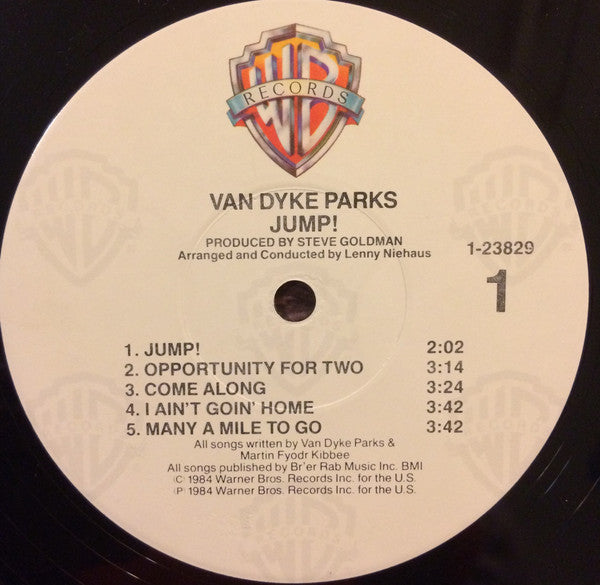 WB
RECORDS
VAN DYKE PARKS
JUMP!
PRODUCED BY STEVE GOLDMAN
Arranged and Conducted by Lenny Niehaus
1-23829
1
1. JUMP! 2:02
2. OPPORTUNITY FOR TWO 3:14
3. COME ALONG 3:24
4. I AIN'T GOIN' HOME 3:42
5. MANY A MILE TO GO 3:42
All songs written by Van Dyke Parks &
Martin Fyodr Kibbee
All songs published by Br'er Rab Music Inc. BMI
(C) 1984 Warner Bros. Records Inc. for the U.S.
(P) 1984 Warner Bros. Records Inc. for the U.S.